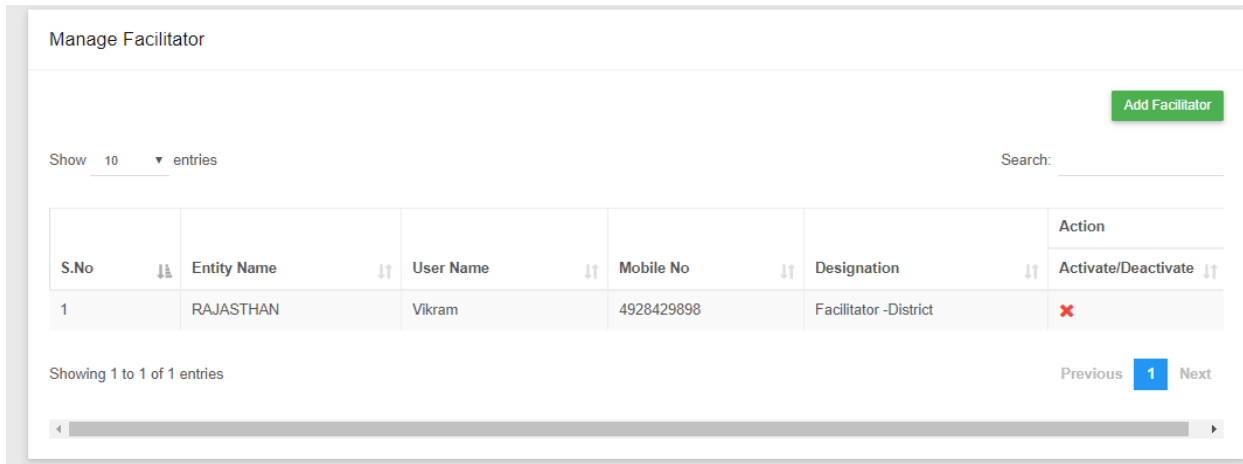 Manage Facilitator
Add Facilitator
Show 10 entries Search:
Action
S.No Entity Name User Name Mobile No Designation Activate/Deactivate
1 RAJASTHAN Vikram 4928429898 Facilitator -District
Showing 1 to 1 of 1 entries Previous 1 Next